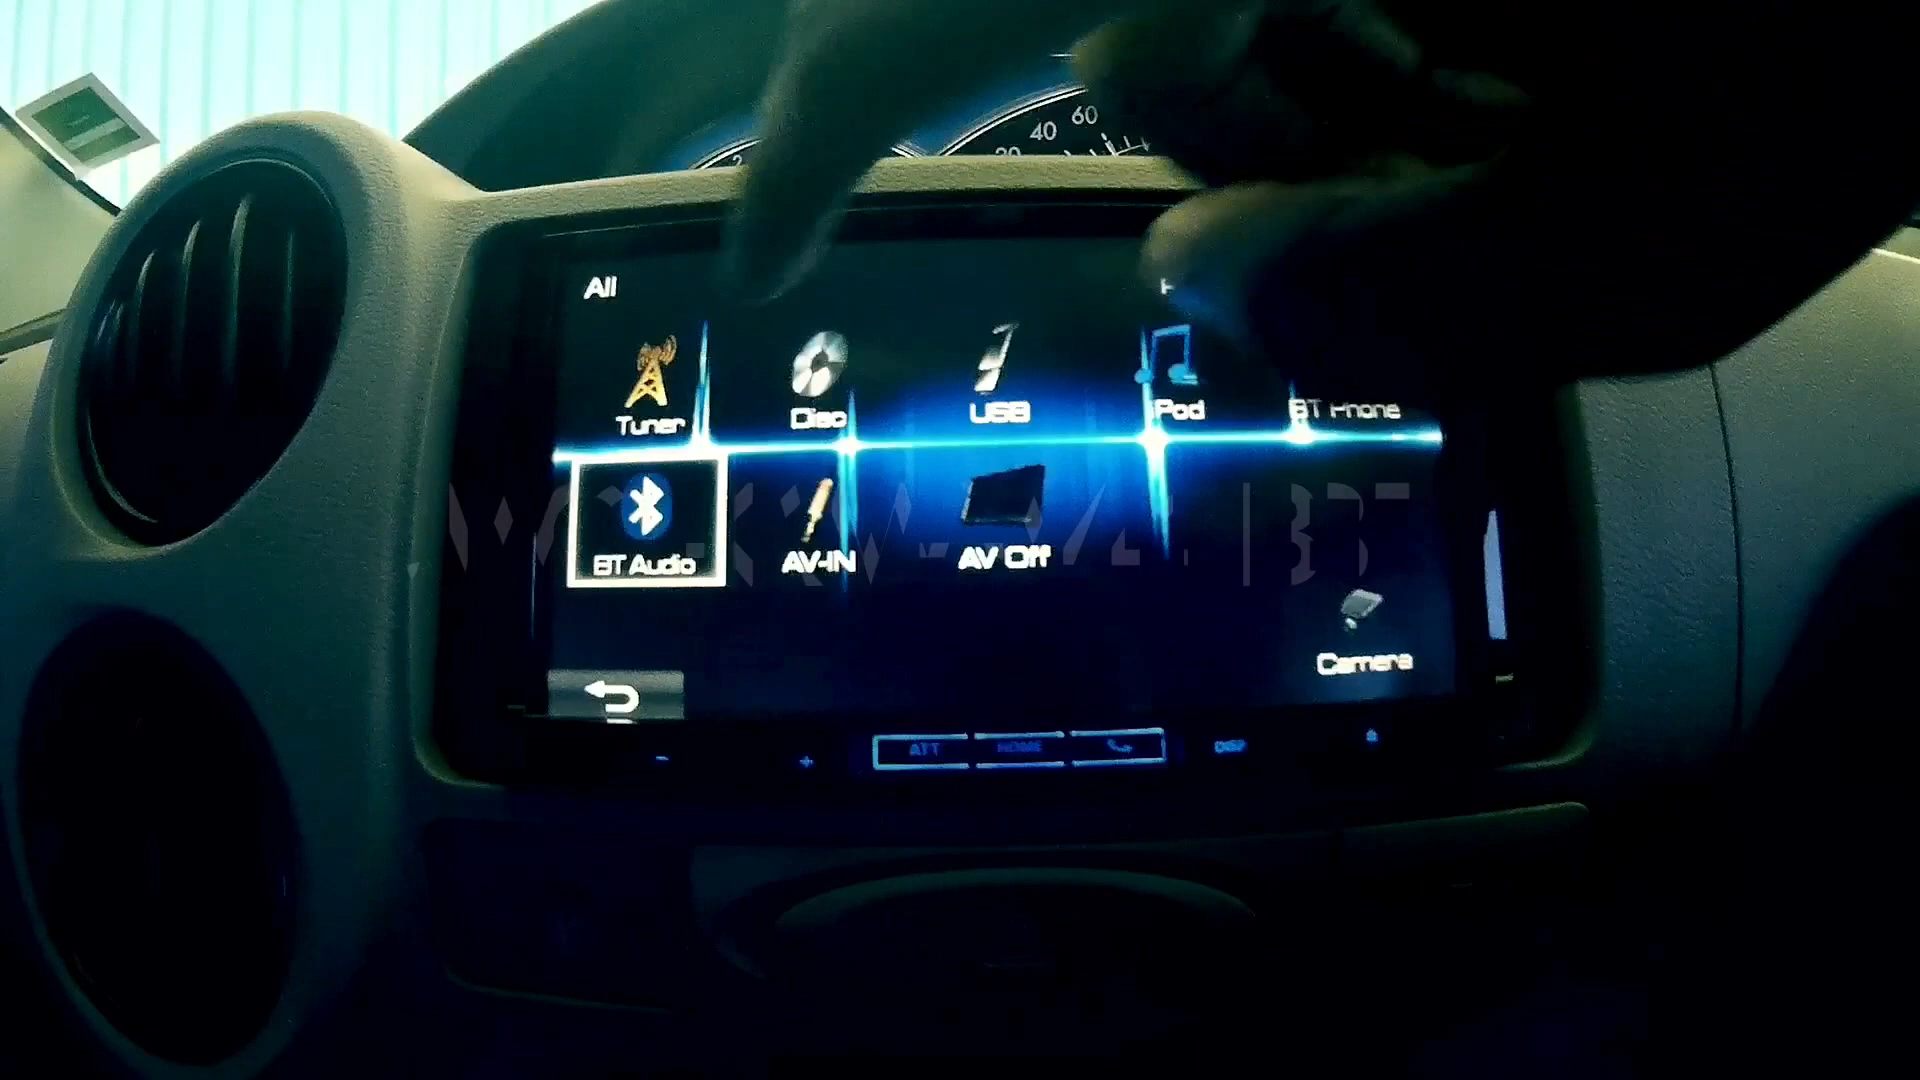 40 60
All
Tuner Disc USB iPod BT Phone
BT Audio AV-IN AV Off
Camera
- + ATT HOME DISP